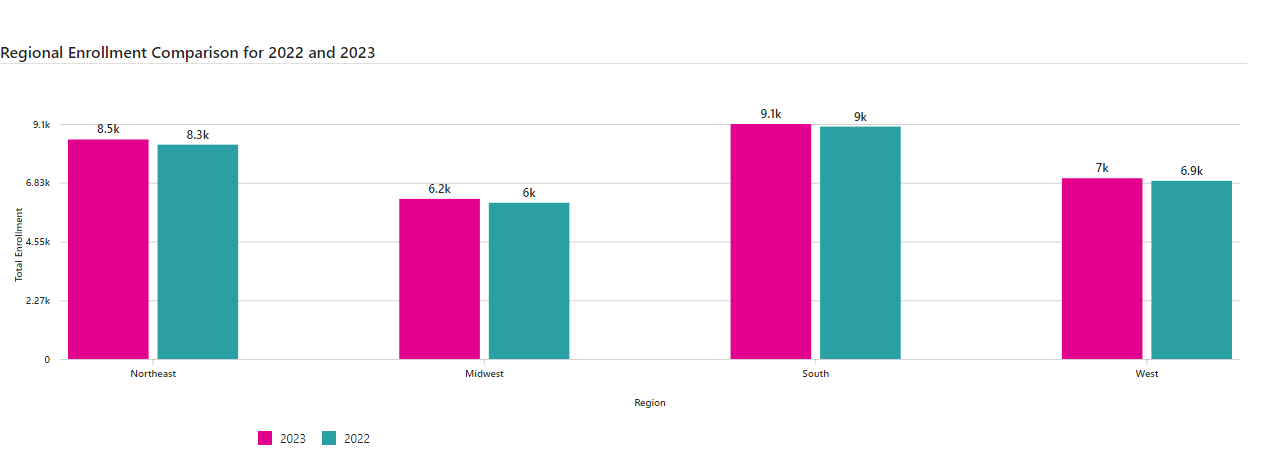 Regional Enrollment Comparison for 2022 and 2023
9.1k
6.83k
4.55k
2.27k
0
Total Enrollment
8.5k
8.3k
6.2k
6k
9.1k
9k
7k
6.9k
Northeast
Midwest
South
West
Region
2023
2022